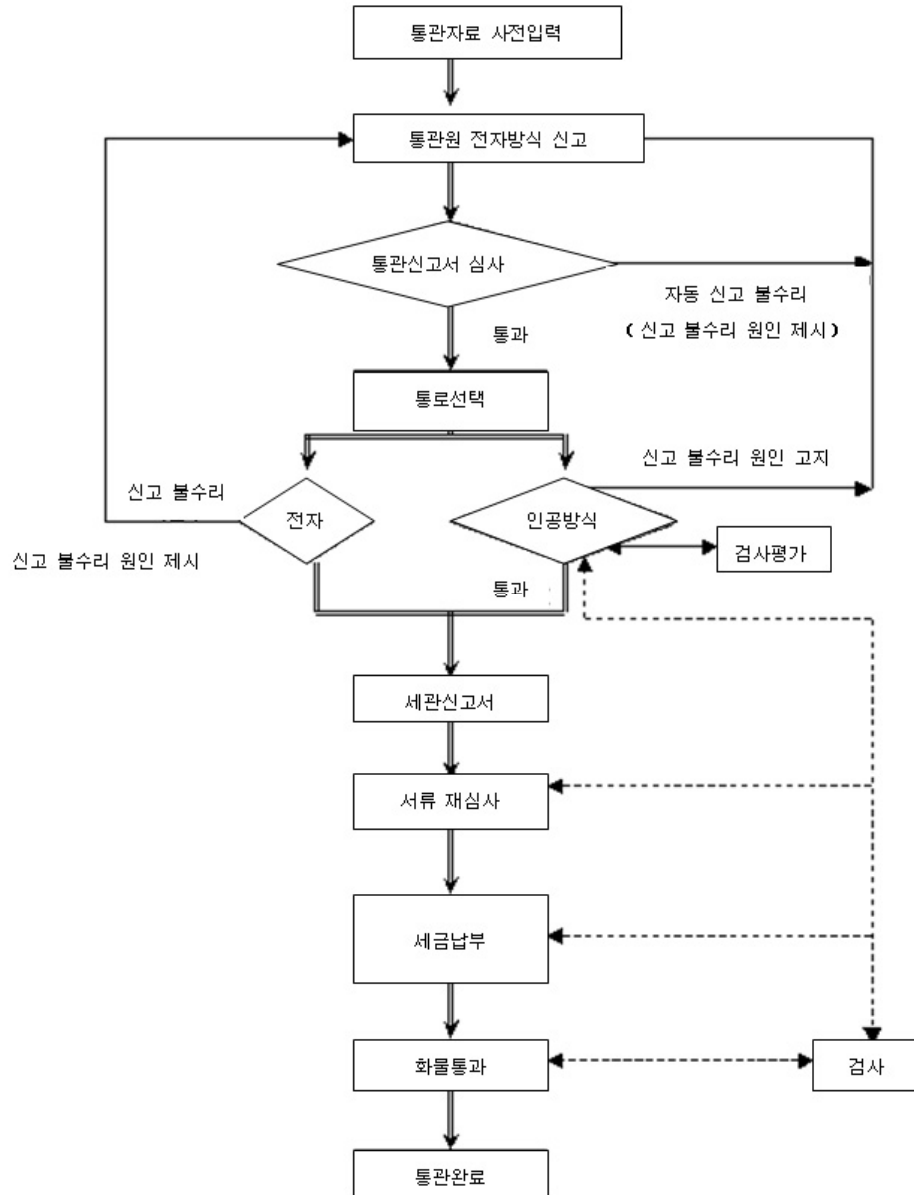 통관자료 사전입력
통관원 전자방식 신고
통관신고서 심사
자동 신고 불수리
( 신고 불수리 원인 제시 )
통과
통로선택
신고 불수리 원인 고지
신고 불수리
전자
인공방식
신고 불수리 원인 제시
검사평가
통과
세관신고서
서류 재심사
세금납부
화물통과
검사
통관완료